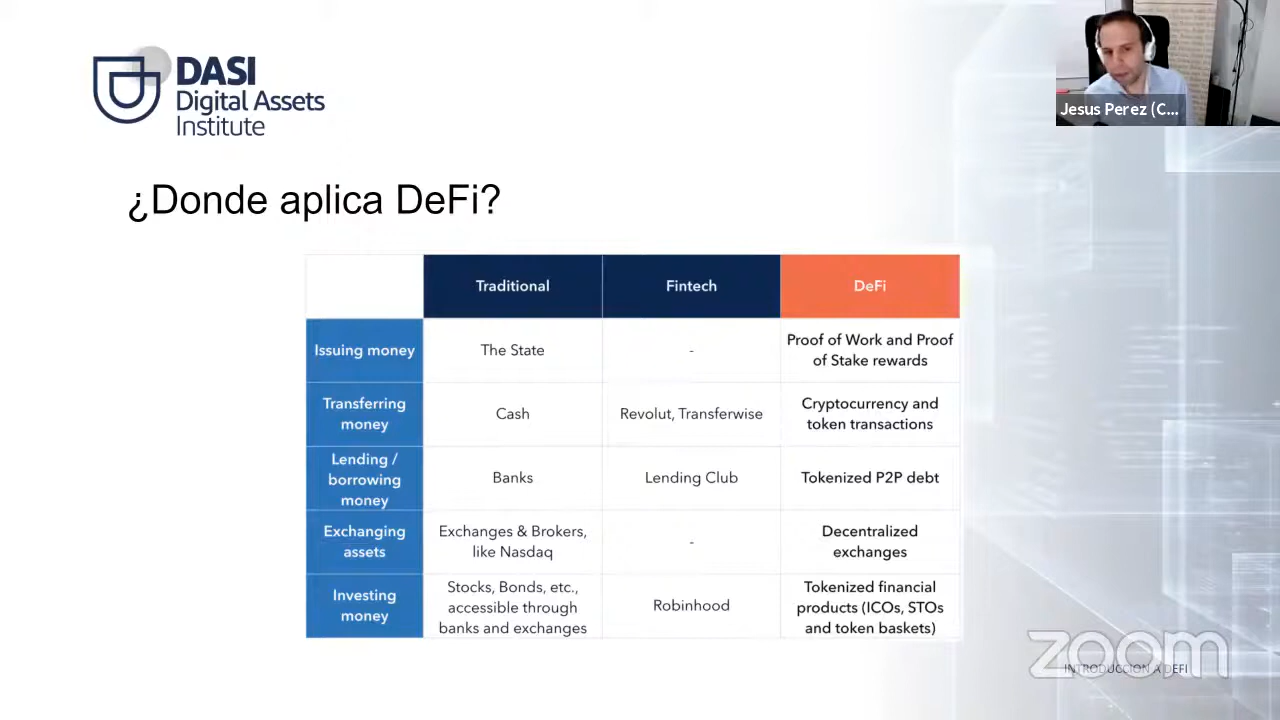 DASI
Digital Assets
Institute
Jesus Perez (C...
¿Donde aplica DeFi?
Traditional
Fintech
DeFi
Issuing money
The State
-
Proof of Work and Proof
of Stake rewards
Transferring
money
Cash
Revolut, Transferwise
Cryptocurrency and
token transactions
Lending /
borrowing
money
Banks
Lending Club
Tokenized P2P debt
Exchanging
assets
Exchanges & Brokers,
like Nasdaq
-
Decentralized
exchanges
Investing
money
Stocks, Bonds, etc.,
accessible through
banks and exchanges
Robinhood
Tokenized financial
products (ICOs, STOs
and token baskets)
zoom
INTRODUCCION A DEFI